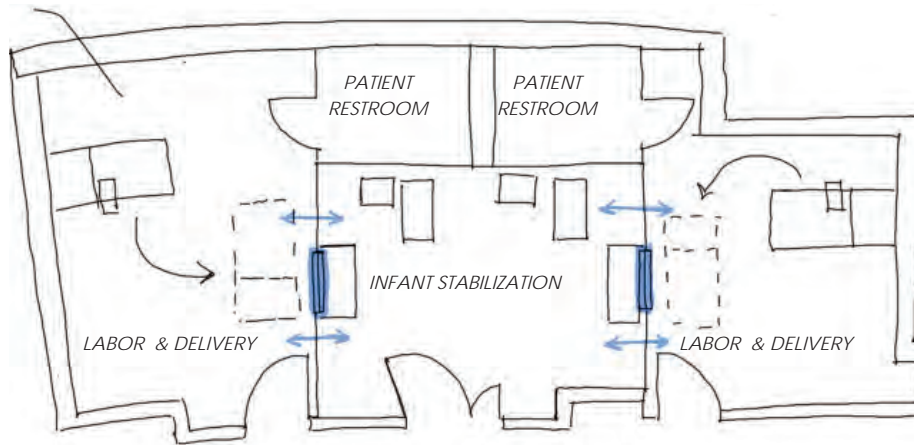 PATIENT
RESTROOM
PATIENT
RESTROOM
INFANT STABILIZATION
LABOR & DELIVERY
LABOR & DELIVERY